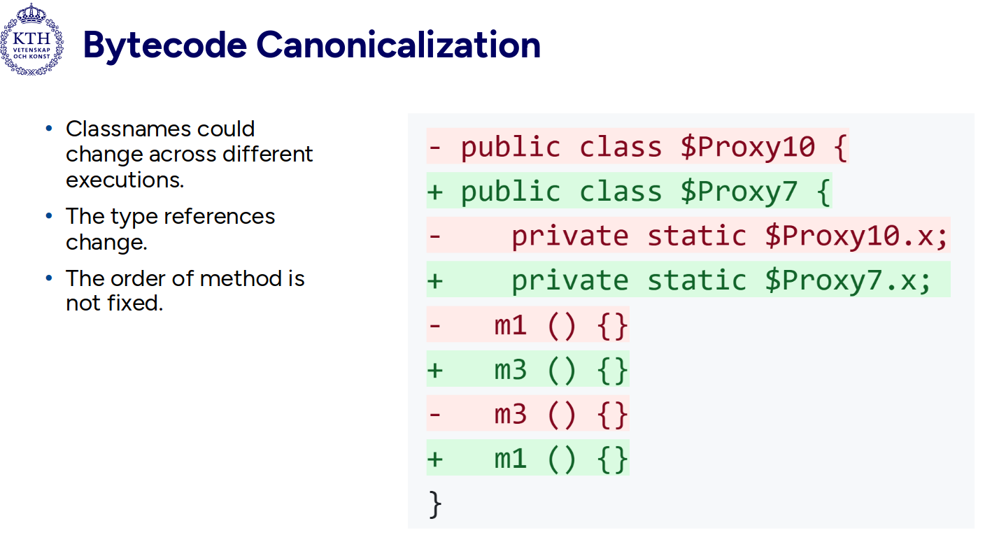 KTH
VETENSKAP
OCH KONST
Bytecode Canonicalization
• Classnames could
change across different
executions.
• The type references
change.
• The order of method is
not fixed.
- public class $Proxy10 {
+ public class $Proxy7 {
-    private static $Proxy10.x;
+    private static $Proxy7.x;
-   m1 () {}
+   m3 () {}
-   m3 () {}
+   m1 () {}
}